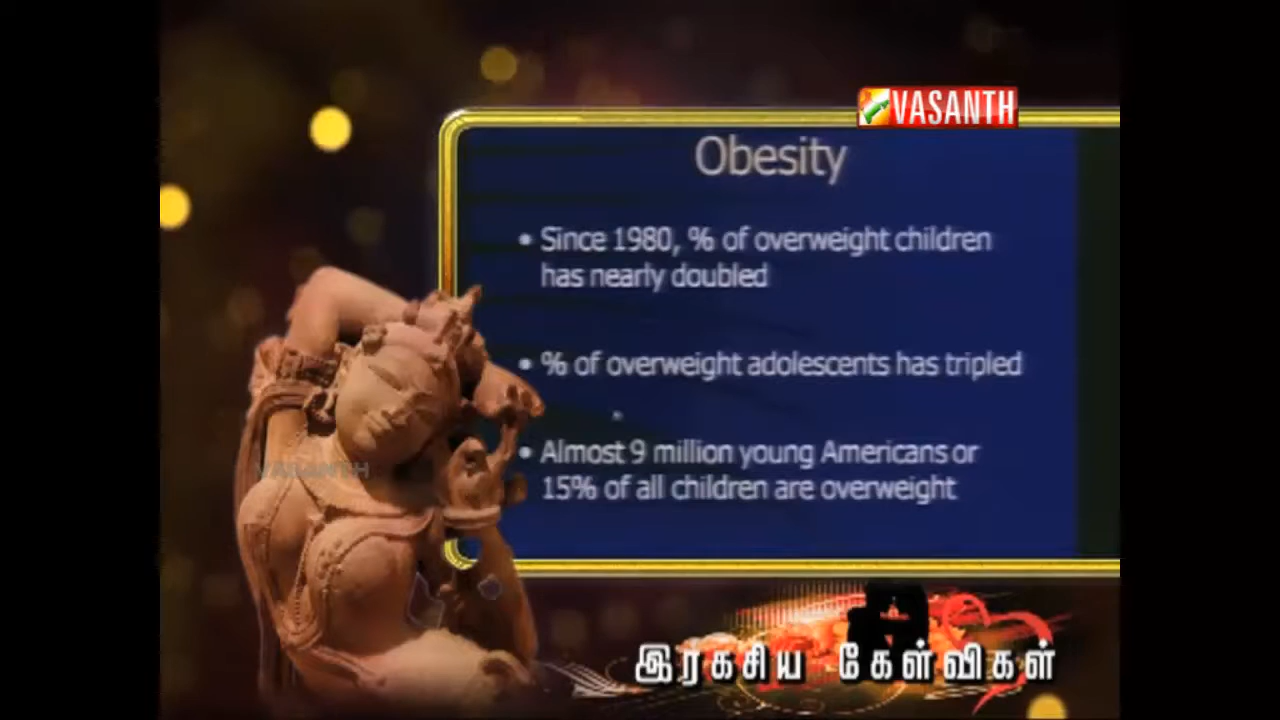 VASANTH
Obesity
• Since 1980, % of overweight children
has nearly doubled
• % of overweight adolescents has tripled
• Almost 9 million young Americans or
15% of all children are overweight
VASANTH
இரகசிய கேள்விகள்